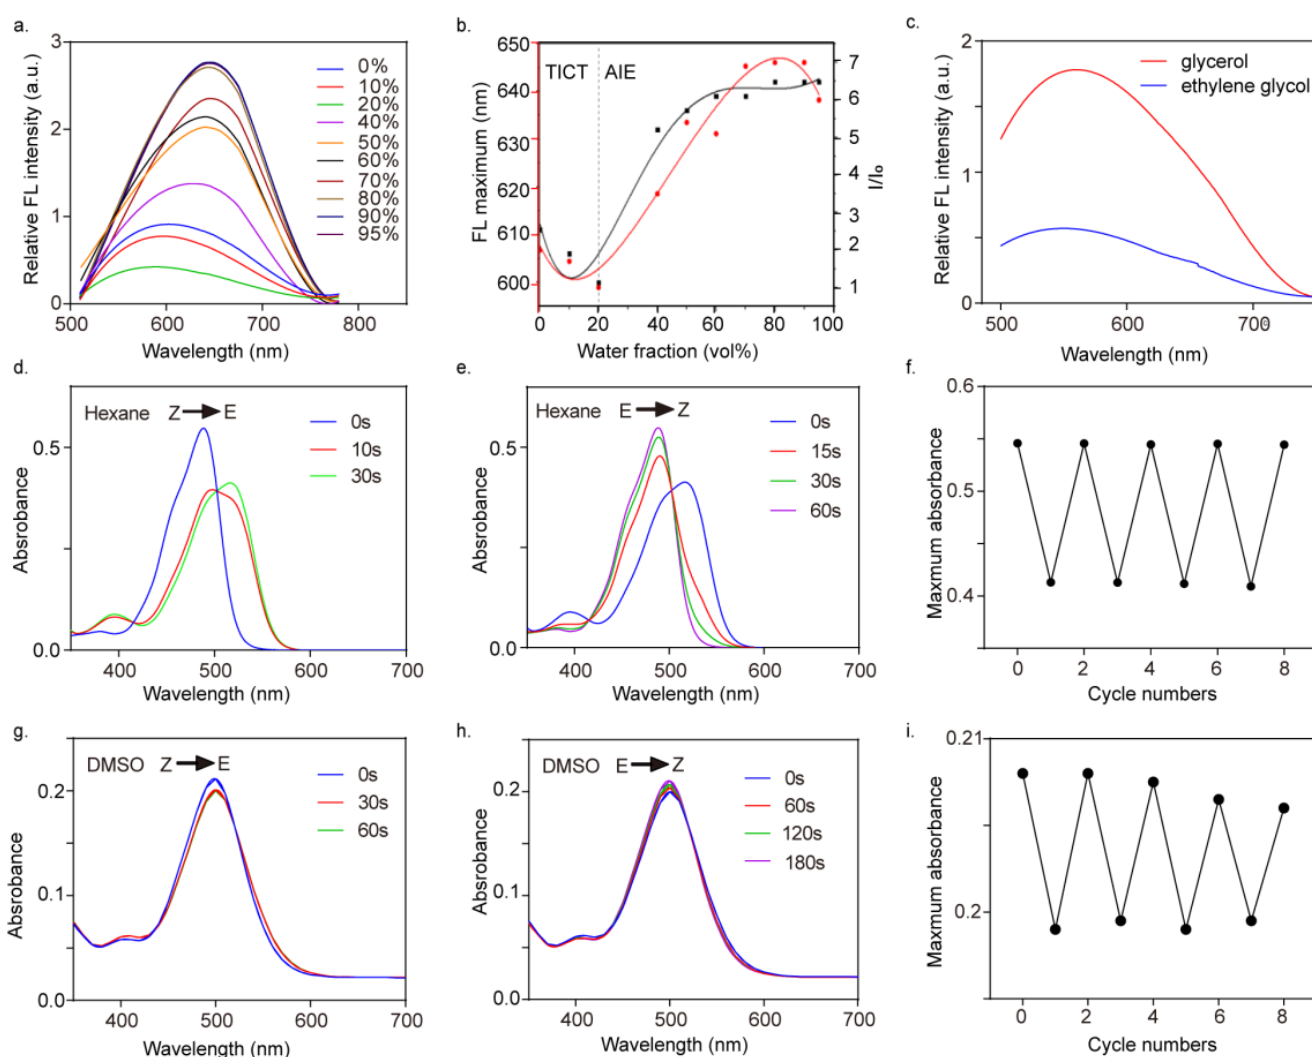 a.
3
2
1
0
500
600
700
800
Relative FL intensity (a.u.)
Wavelength (nm)
0%
10%
20%
40%
50%
60%
70%
80%
90%
95%
b.
650
640
630
620
610
600
FL maximum (nm)
TICT
AIE
7
6
5
4
3
2
1
I/I₀
0
20
40
60
80
100
Water fraction (vol%)
c.
2
1
0
Relative FL intensity (a.u.)
glycerol
ethylene glycol
500
600
700
Wavelength (nm)
d.
Hexane Z E
0s
10s
30s
0.5
0.0
Absrobance
400
500
600
700
Wavelength (nm)
e.
Hexane E Z
0s
15s
30s
60s
0.5
0.0
Absrobance
400
500
600
700
Wavelength (nm)
f.
0.6
0.5
0.4
Maxmum absorbance
0
2
4
6
8
Cycle numbers
g.
DMSO Z E
0s
30s
60s
0.2
0.1
0.0
Absrobance
400
500
600
700
Wavelength (nm)
h.
DMSO E Z
0s
60s
120s
180s
0.2
0.1
0.0
Absrobance
400
500
600
700
Wavelength (nm)
i.
0.21
0.2
Maxmum absorbance
0
2
4
6
8
Cycle numbers